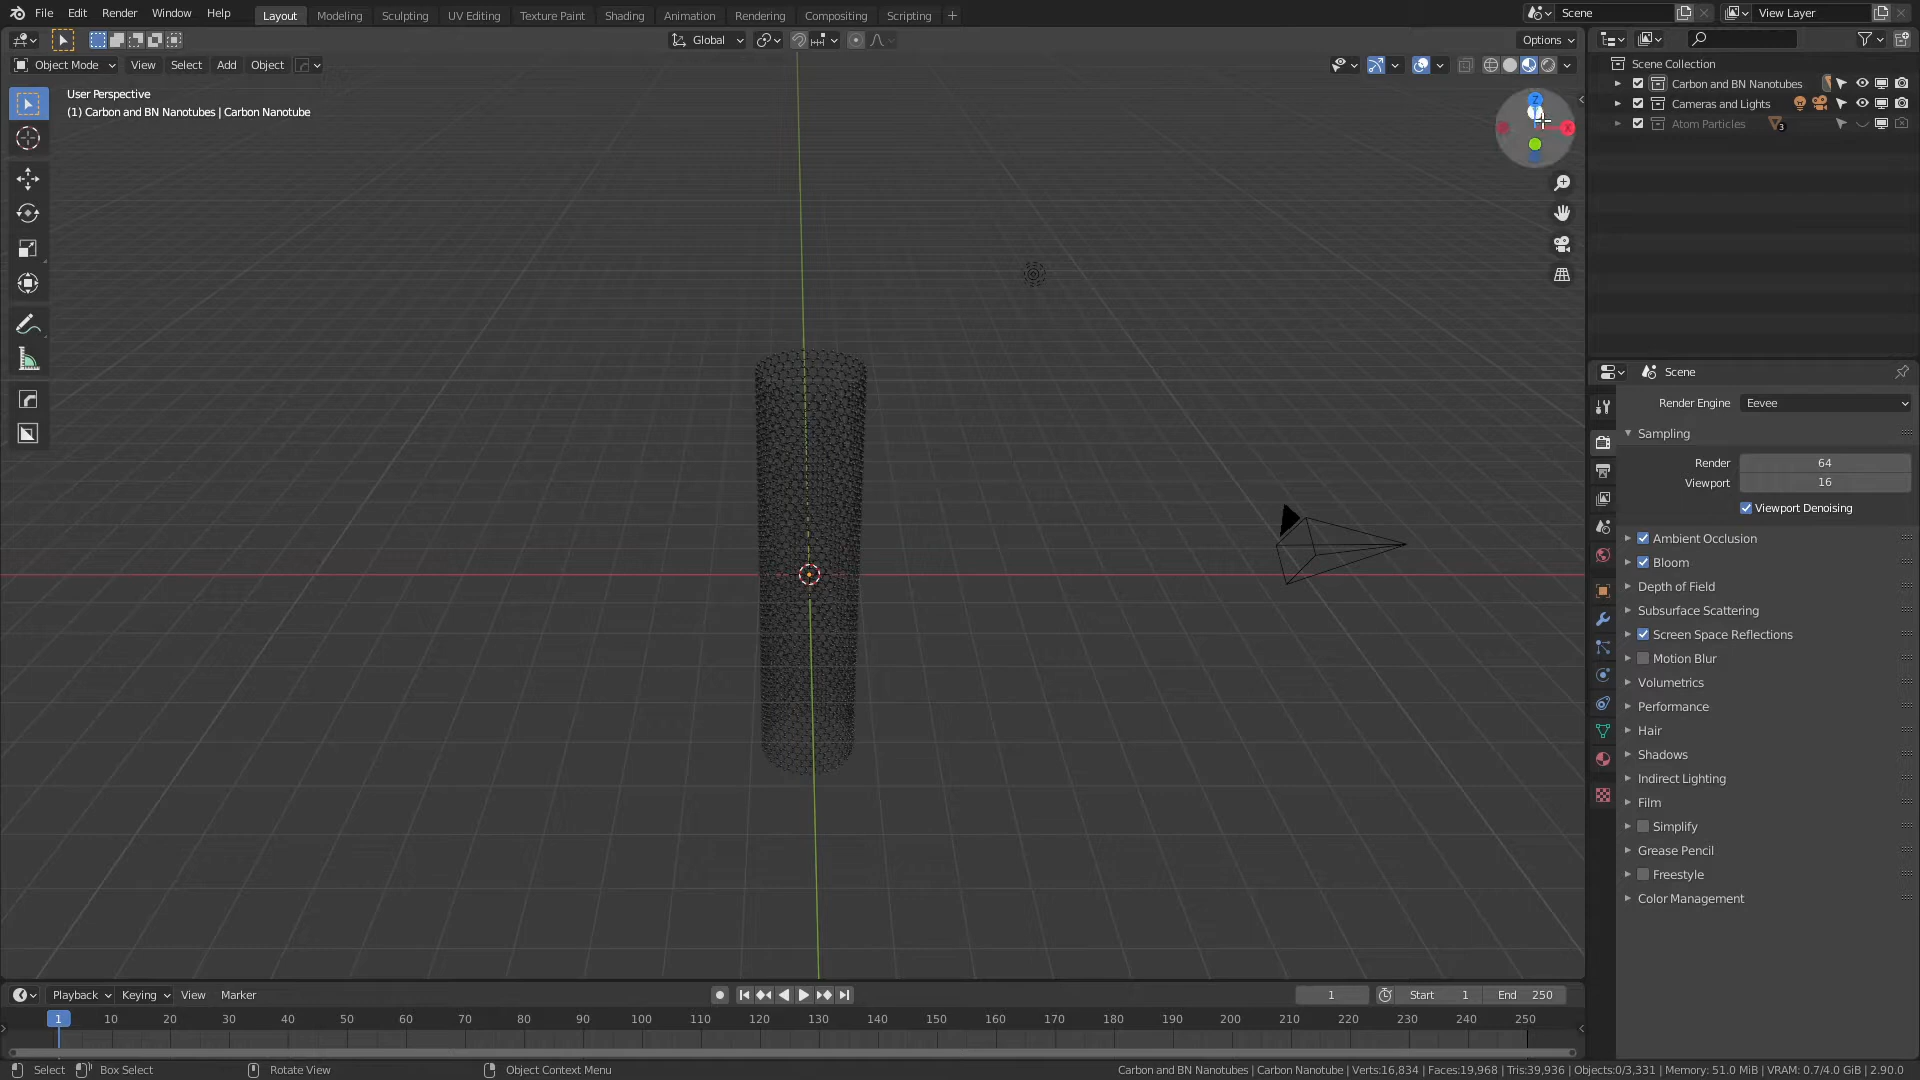 File Edit Render Window Help Layout Modeling Sculpting UV Editing Texture Paint Shading Animation Rendering Compositing Scripting + Scene View Layer
Global Options
Object Mode View Select Add Object
User Perspective
(1) Carbon and BN Nanotubes | Carbon Nanotube
Z
X
Scene Collection
Carbon and BN Nanotubes
Cameras and Lights
Atom Particles 3
Scene
Render Engine Eevee
Sampling
Render 64
Viewport 16
Viewport Denoising
Ambient Occlusion
Bloom
Depth of Field
Subsurface Scattering
Screen Space Reflections
Motion Blur
Volumetrics
Performance
Hair
Shadows
Indirect Lighting
Film
Simplify
Grease Pencil
Freestyle
Color Management
Playback Keying View Marker 1 Start 1 End 250
1 10 20 30 40 50 60 70 80 90 100 110 120 130 140 150 160 170 180 190 200 210 220 230 240 250
Select Box Select Rotate View Object Context Menu Carbon and BN Nanotubes | Carbon Nanotube | Verts:16,834 | Faces:19,968 | Tris:39,936 | Objects:0/3,331 | Memory: 51.0 MiB | VRAM: 0.7/4.0 GiB | 2.90.0